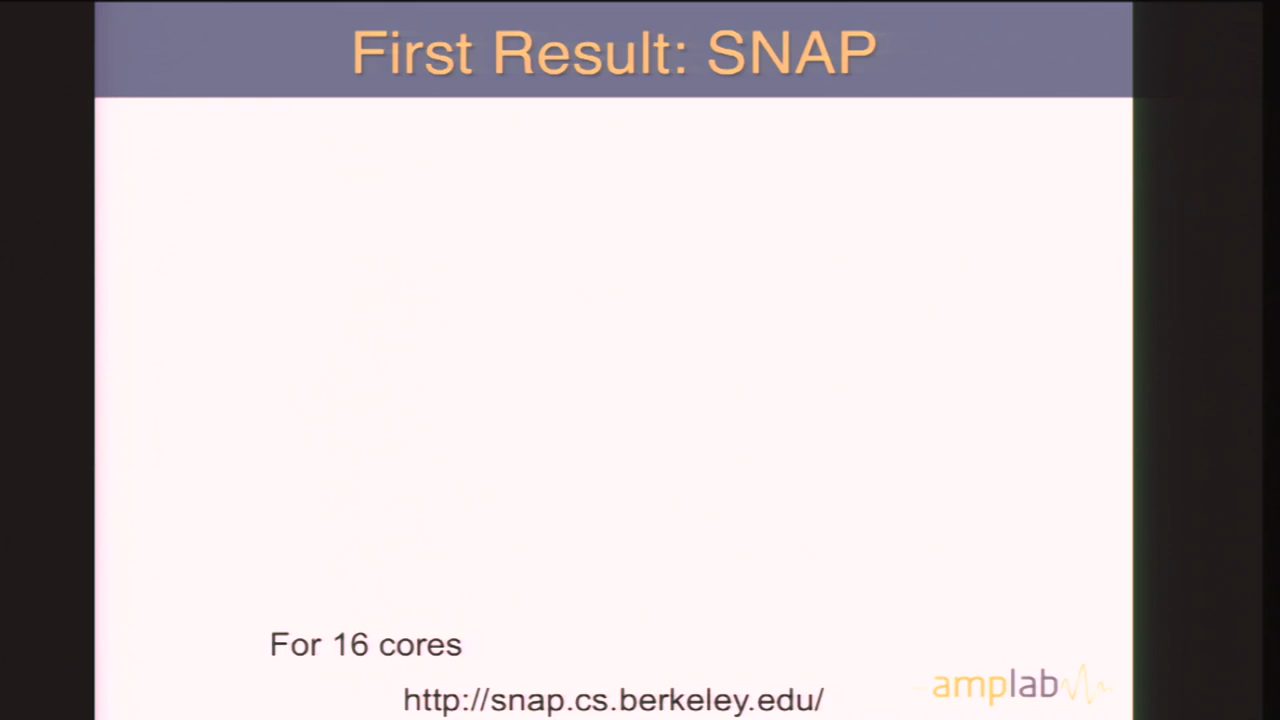 First Result: SNAP
For 16 cores
http://snap.cs.berkeley.edu/
amplab